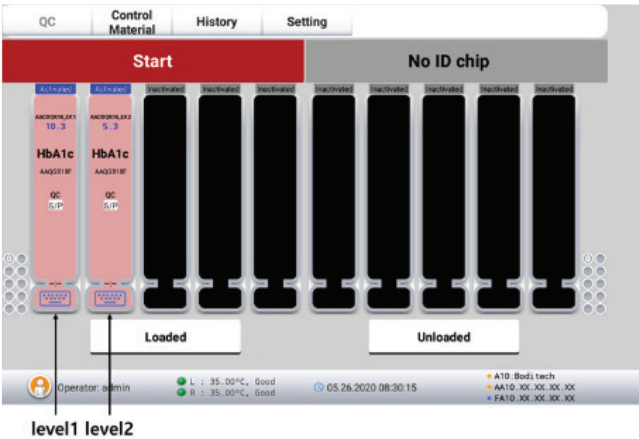 QC
Control
Material
History
Setting
Start
No ID chip
Activated
Activated
Inactivated
Inactivated
Inactivated
Inactivated
Inactivated
Inactivated
Inactivated
Inactivated
10.3
5.3
HbA1c
HbA1c
QC
QC
S/P
S/P
Loaded
Unloaded
Operator: admin
L : 35.00°C, Good
R : 35.00°C, Good
05.26.2020 08:30:15
A10:Boditech
AA10.XX.XX.XX.XX
FA10.XX.XX.XX.XX
level1 level2